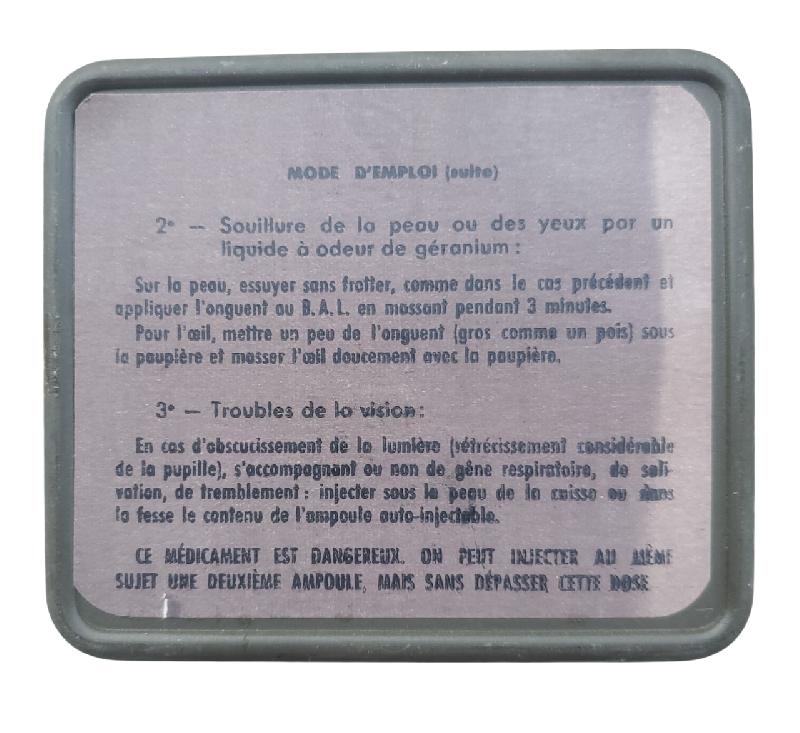 MODE D'EMPLOI (suite)
2° — Souillure de la peau ou des yeux par un
liquide à odeur de géranium :
Sur la peau, essuyer sans frotter, comme dans le cas précédent et
appliquer l'onguent au B.A.L. en massant pendant 3 minutes.
Pour l'œil, mettre un peu de l'onguent (gros comme un pois) sous
la paupière et masser l'œil doucement avec la paupière.
3° — Troubles de la vision :
En cas d'obscucissement de la lumière (rétrécissement considérable
de la pupille), s'accompagnant ou non de gêne respiratoire, de sali-
vation, de tremblement : injecter sous la peau de la cuisse ou dans
la fesse le contenu de l'ampoule auto-injectable.
CE MÉDICAMENT EST DANGEREUX. ON PEUT INJECTER AU MÊME
SUJET UNE DEUXIÈME AMPOULE, MAIS SANS DÉPASSER CETTE DOSE